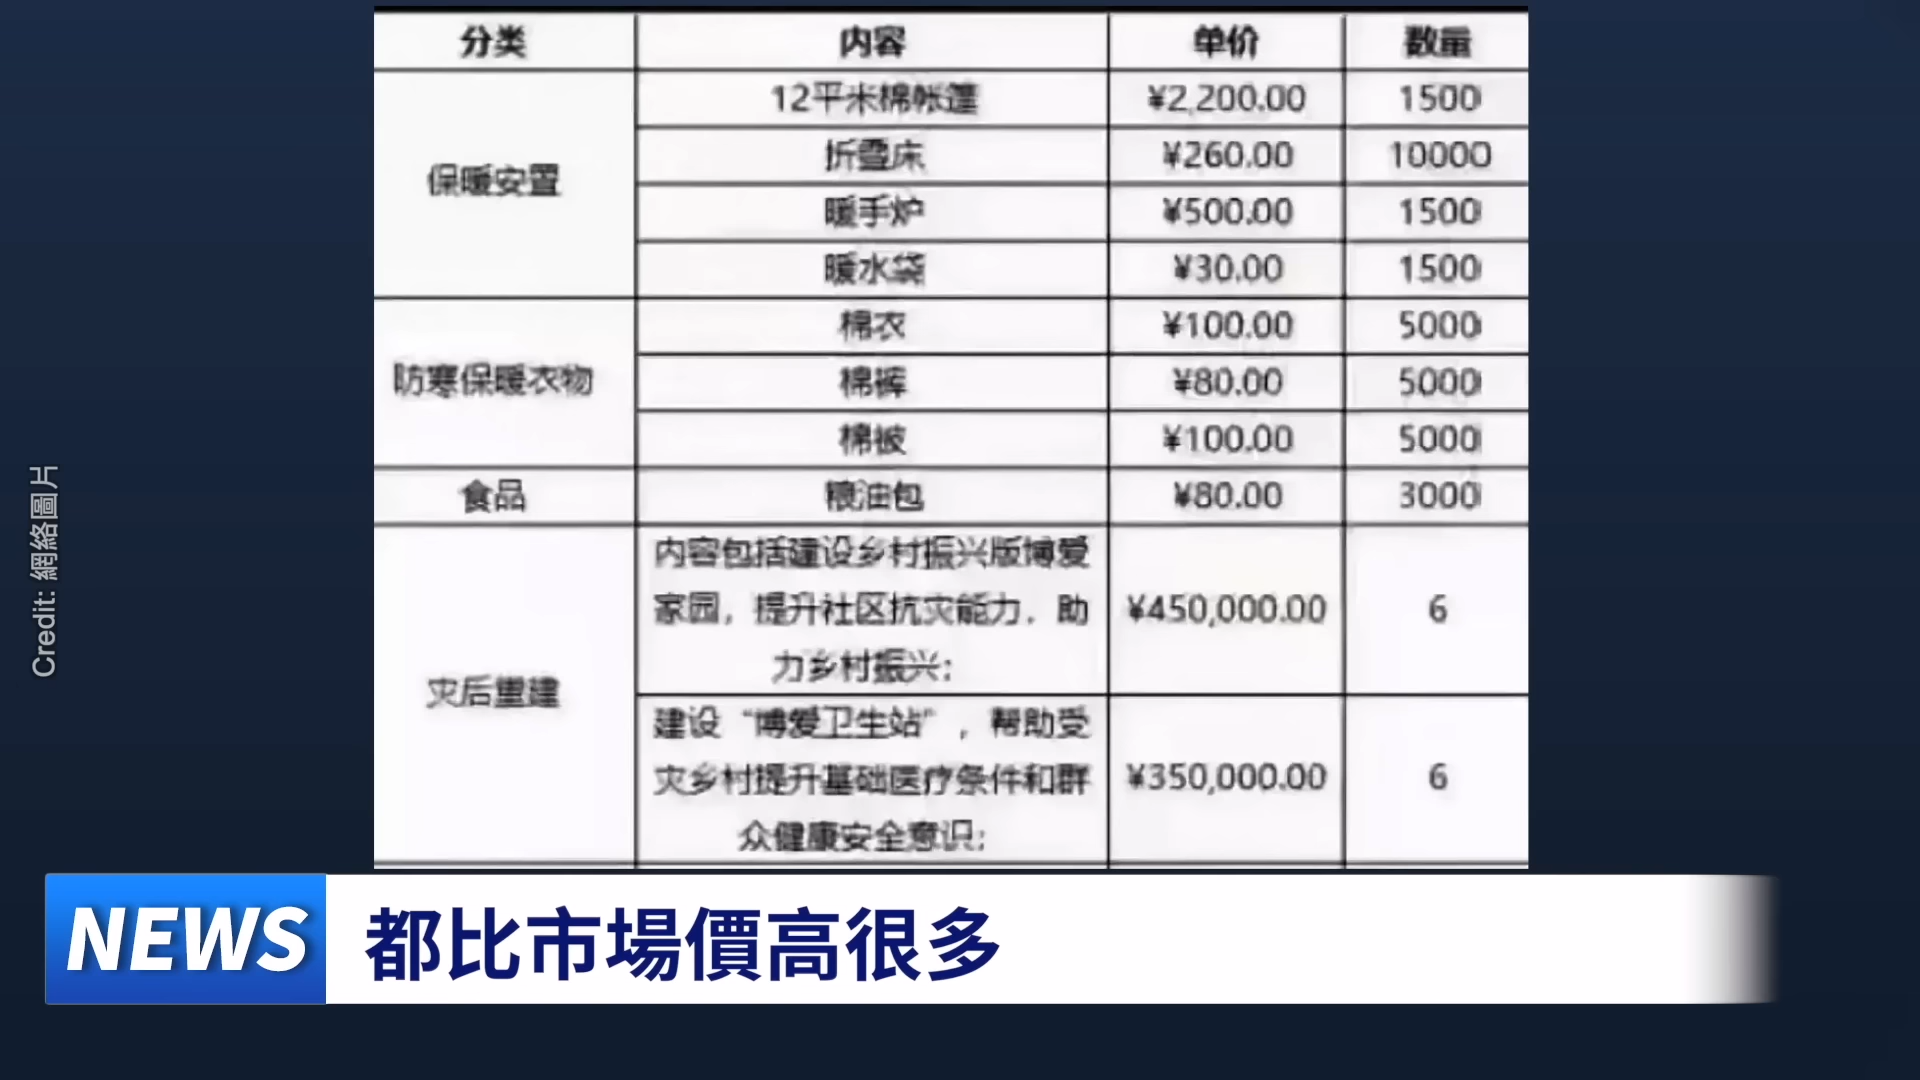 分类 内容 单价 数量
保暖安置
12平米棉帐篷 ¥2,200.00 1500
折叠床 ¥260.00 10000
暖手炉 ¥500.00 1500
暖水袋 ¥30.00 1500
防寒保暖衣物
棉衣 ¥100.00 5000
棉裤 ¥80.00 5000
棉被 ¥100.00 5000
食品 粮油包 ¥80.00 3000
灾后重建
内容包括建设乡村振兴版博爱
家园，提升社区抗灾能力，助
力乡村振兴；
¥450,000.00 6
建设“博爱卫生站”，帮助受
灾乡村提升基础医疗条件和群
众健康安全意识；
¥350,000.00 6
Credit: 網絡圖片
NEWS 都比市場價高很多